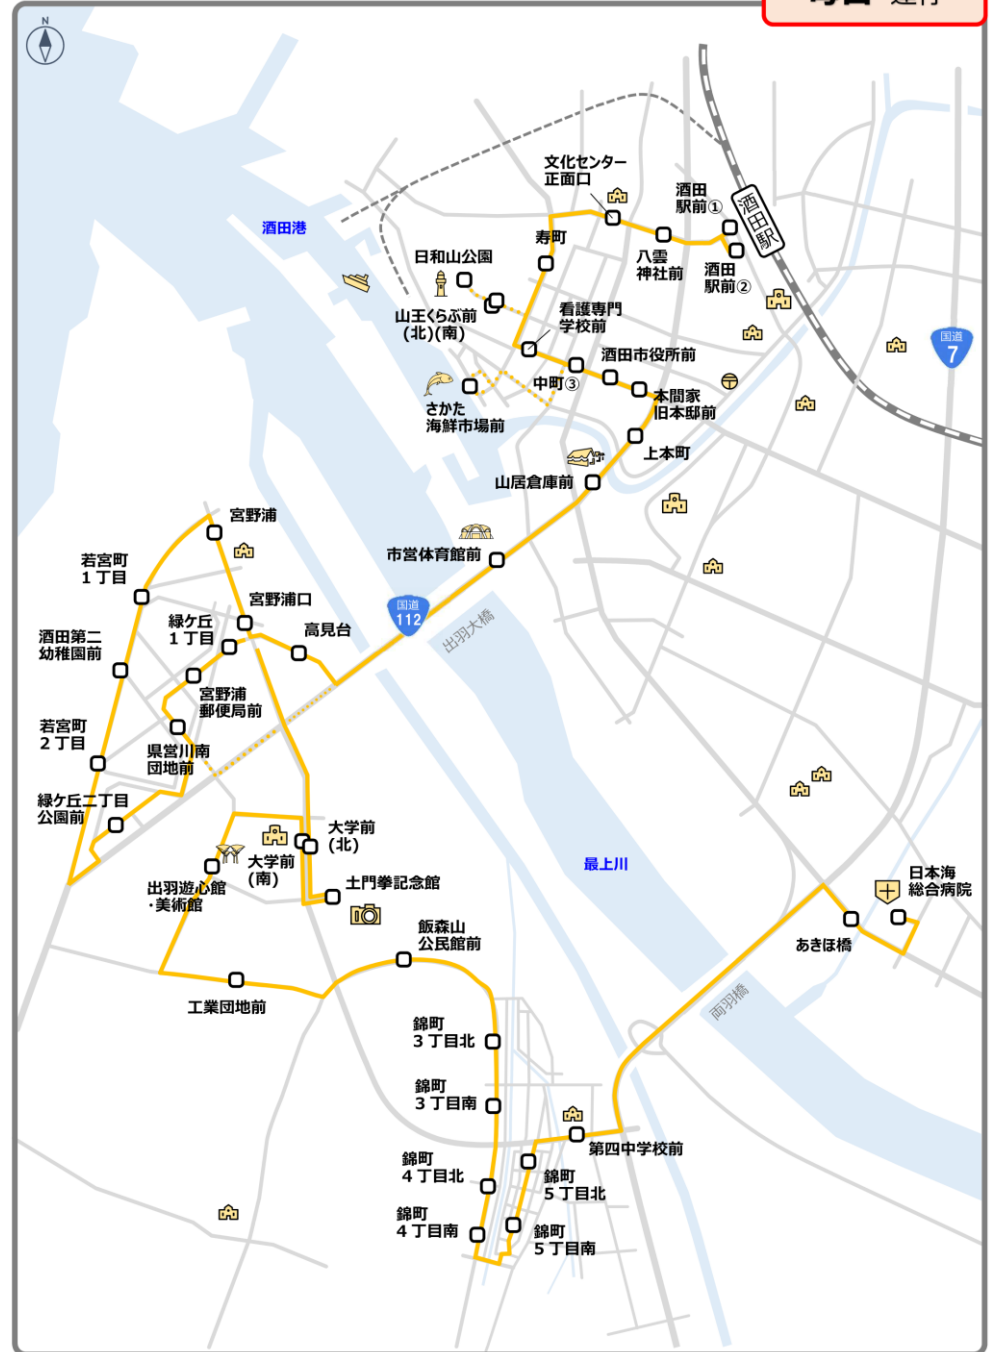 毎日 運行
N
文化センター
正面口
酒田
駅前①
酒田駅
酒田港
寿町
八雲
神社前
酒田
駅前②
日和山公園
山王くらぶ前
(北)(南)
看護専門
学校前
国道
7
酒田市役所前
中町③
本間家
旧本邸前
さかた
海鮮市場前
上本町
山居倉庫前
宮野浦
市営体育館前
若宮町
1丁目
宮野浦口
国道
112
緑ケ丘
1丁目
高見台
出羽大橋
酒田第二
幼稚園前
宮野浦
郵便局前
若宮町
2丁目
県営川南
団地前
緑ケ丘二丁目
公園前
大学前
(北)
大学前
(南)
最上川
出羽遊心館
・美術館
土門拳記念館
日本海
総合病院
飯森山
公民館前
あきほ橋
工業団地前
両羽橋
錦町
3丁目北
錦町
3丁目南
第四中学校前
錦町
4丁目北
錦町
5丁目北
錦町
4丁目南
錦町
5丁目南